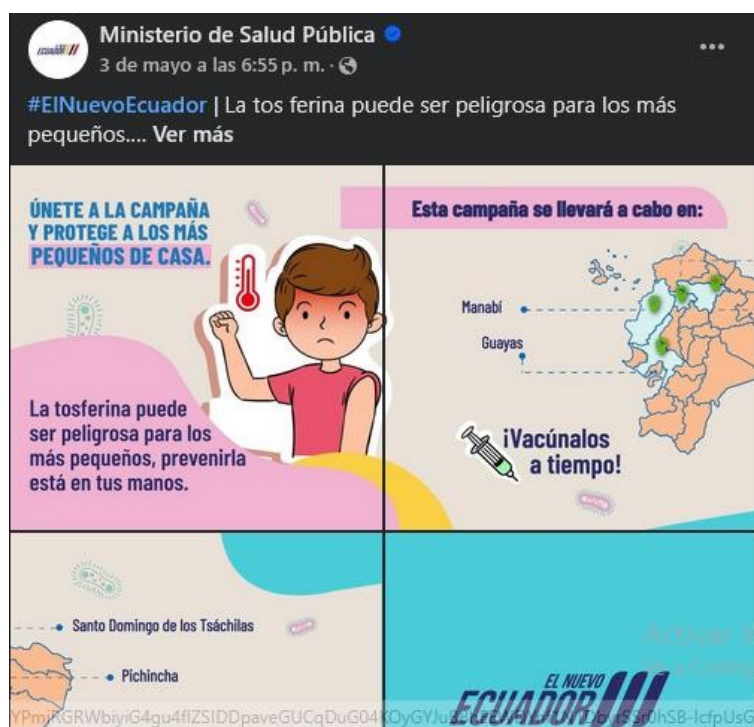 Ministerio de Salud Pública
3 de mayo a las 6:55 p. m. ·
#ElNuevoEcuador | La tos ferina puede ser peligrosa para los más
pequeños.... Ver más
ÚNETE A LA CAMPAÑA
Y PROTEGE A LOS MÁS
PEQUEÑOS DE CASA.
La tosferina puede
ser peligrosa para los
más pequeños, prevenirla
está en tus manos.
Esta campaña se llevará a cabo en:
Manabí
Guayas
¡Vacúnalos
a tiempo!
Santo Domingo de los Tsáchilas
Pichincha
EL NUEVO
ECUADOR